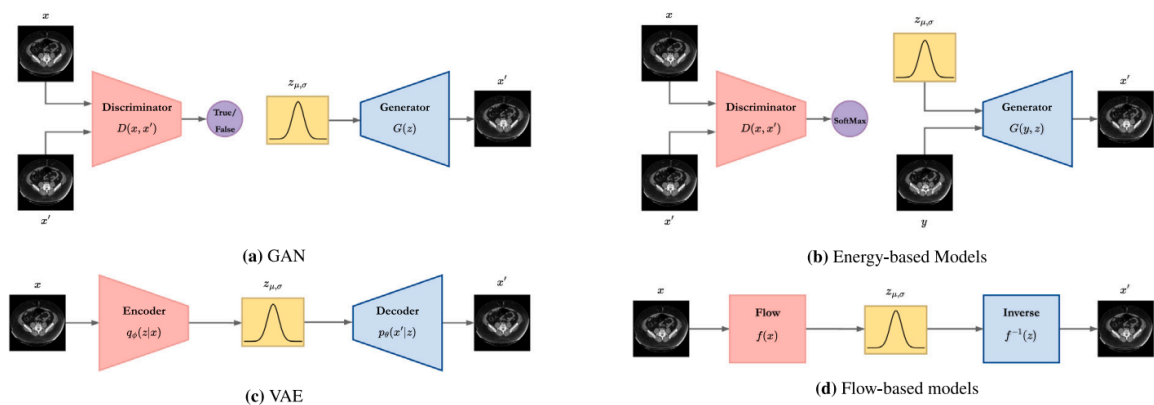 x
Discriminator
D(x, x′)
True/
False
x′
z_{μ,σ}
Generator
G(z)
x′
(a) GAN
x
Discriminator
D(x, x′)
SoftMax
x′
z_{μ,σ}
Generator
G(y, z)
x′
y
(b) Energy-based Models
x
Encoder
q_ϕ(z|x)
z_{μ,σ}
Decoder
p_θ(x′|z)
x′
(c) VAE
x
Flow
f(x)
z_{μ,σ}
Inverse
f⁻¹(z)
x′
(d) Flow-based models